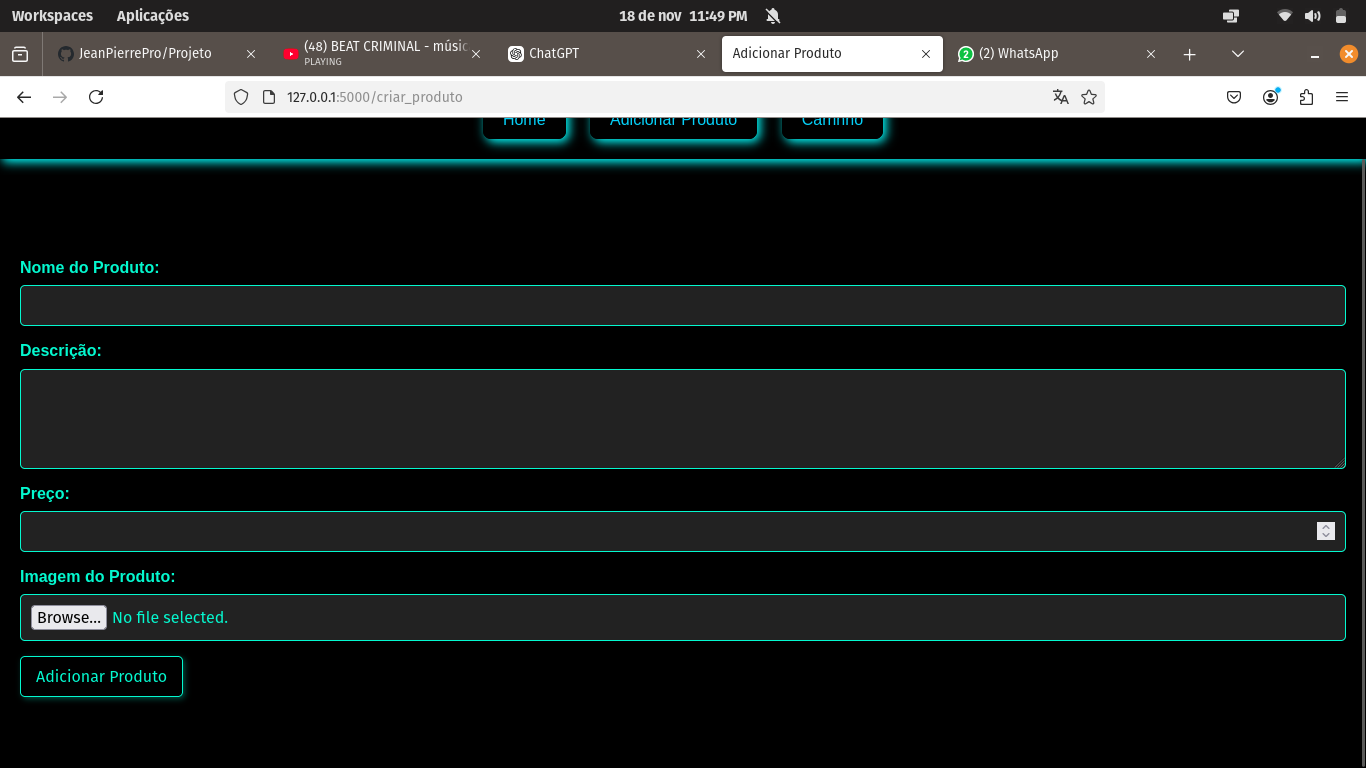 Workspaces Aplicações 18 de nov 11:49 PM
JeanPierrePro/Projeto (48) BEAT CRIMINAL - músic ChatGPT Adicionar Produto 2 (2) WhatsApp
PLAYING
127.0.0.1:5000/criar_produto
Home Adicionar Produto Carrinho
Nome do Produto:
Descrição:
Preço:
Imagem do Produto:
Browse... No file selected.
Adicionar Produto